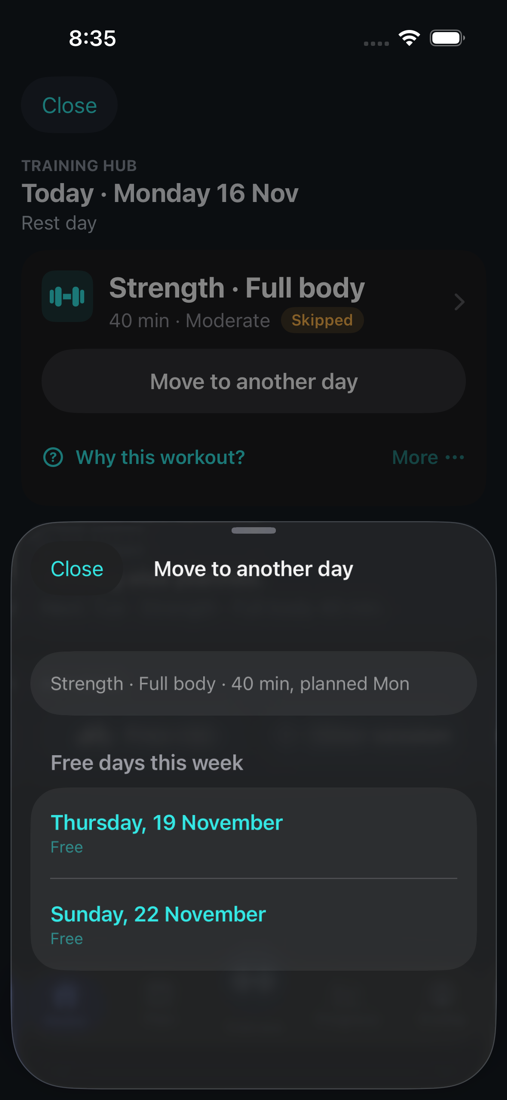 8:35
Close
TRAINING HUB
Today · Monday 16 Nov
Rest day
Strength · Full body
40 min · Moderate Skipped
Move to another day
Why this workout? More ···
Close Move to another day
Strength · Full body · 40 min, planned Mon
Free days this week
Thursday, 19 November
Free
Sunday, 22 November
Free